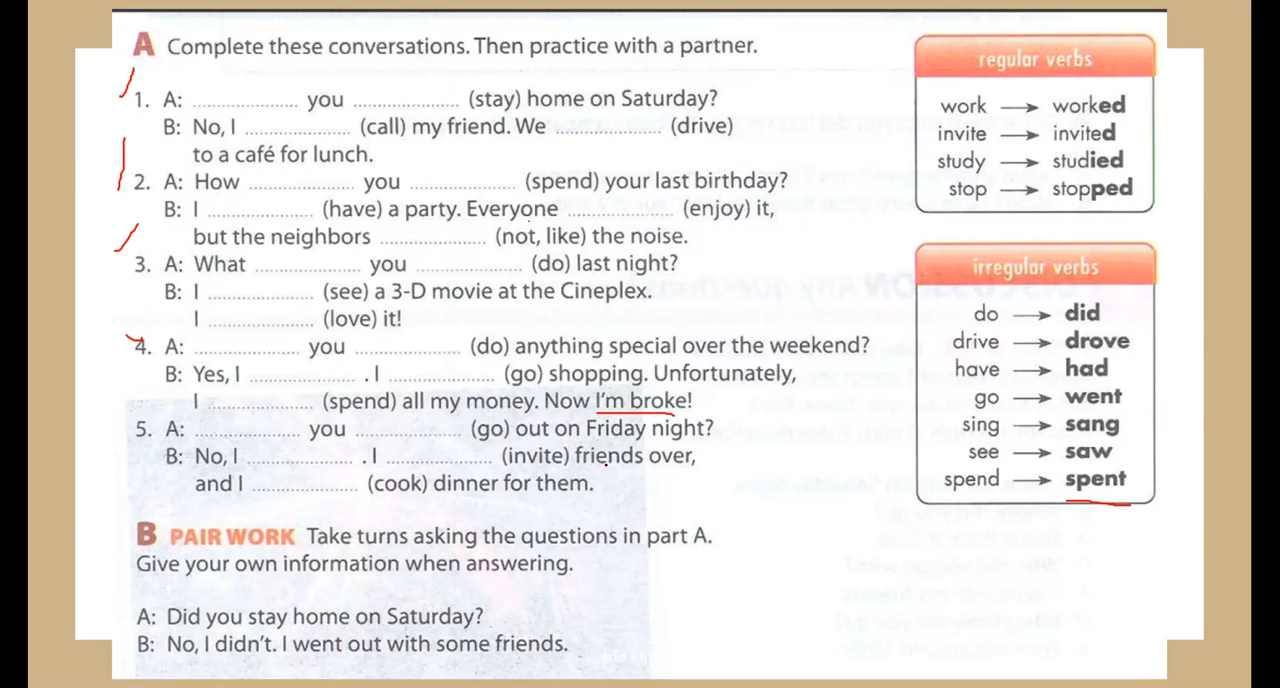 A Complete these conversations. Then practice with a partner.
1. A: ............... you ............... (stay) home on Saturday?
B: No, I ............... (call) my friend. We ............... (drive)
to a café for lunch.
2. A: How ............... you ............... (spend) your last birthday?
B: I ............... (have) a party. Everyone ............... (enjoy) it,
but the neighbors ............... (not, like) the noise.
3. A: What ............... you ............... (do) last night?
B: I ............... (see) a 3-D movie at the Cineplex.
I ............... (love) it!
4. A: ............... you ............... (do) anything special over the weekend?
B: Yes, I ............... . I ............... (go) shopping. Unfortunately,
I ............... (spend) all my money. Now I'm broke!
5. A: ............... you ............... (go) out on Friday night?
B: No, I ............... . I ............... (invite) friends over,
and I ............... (cook) dinner for them.
B PAIR WORK Take turns asking the questions in part A.
Give your own information when answering.
A: Did you stay home on Saturday?
B: No, I didn't. I went out with some friends.
regular verbs
work → worked
invite → invited
study → studied
stop → stopped
irregular verbs
do → did
drive → drove
have → had
go → went
sing → sang
see → saw
spend → spent